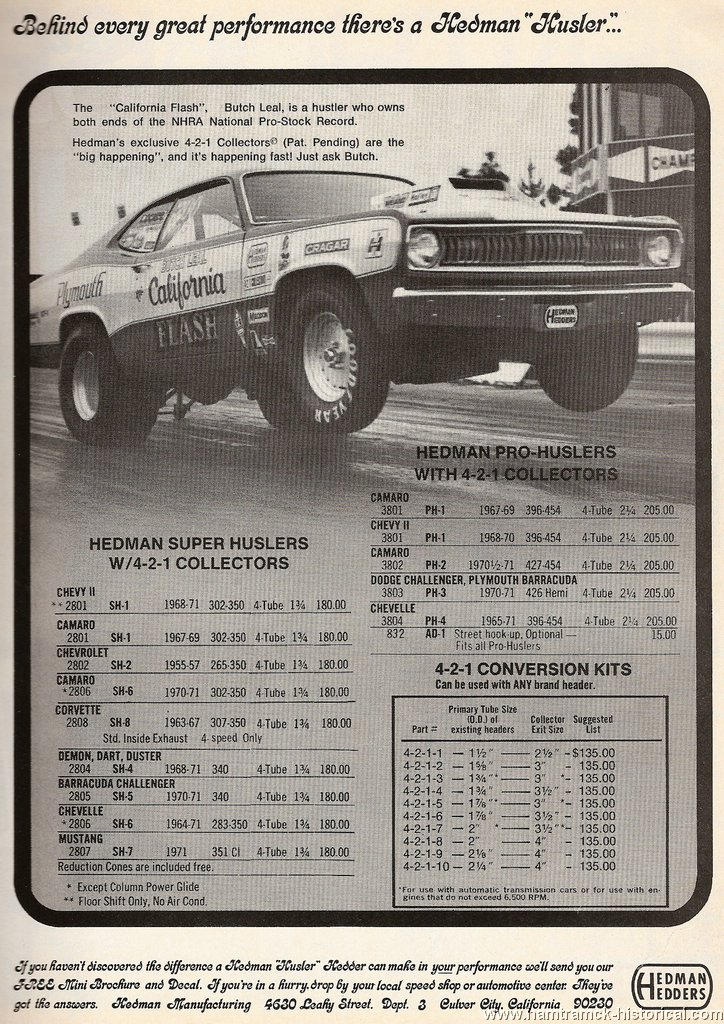 Behind every great performance there's a Hedman "Husler"...
The "California Flash", Butch Leal, is a hustler who owns
both ends of the NHRA National Pro-Stock Record.
Hedman's exclusive 4-2-1 Collectors© (Pat. Pending) are the
"big happening", and it's happening fast! Just ask Butch.
CHAMP
Plymouth
BUTCH LEAL
California
FLASH
HEDMAN
HEDDERS
CRAGAR
H
HEDMAN
HEDDERS
GOODYEAR
HEDMAN SUPER HUSLERS
W/4-2-1 COLLECTORS
CHEVY II
** 2801 SH-1 1968-71 302-350 4-Tube 1¾ 180.00
CAMARO
2801 SH-1 1967-69 302-350 4-Tube 1¾ 180.00
CHEVROLET
2802 SH-2 1955-57 265-350 4-Tube 1¾ 180.00
CAMARO
*2806 SH-6 1970-71 302-350 4-Tube 1¾ 180.00
CORVETTE
2808 SH-8 1963-67 307-350 4-Tube 1¾ 180.00
Std. Inside Exhaust 4-speed Only
DEMON, DART, DUSTER
2804 SH-4 1968-71 340 4-Tube 1¾ 180.00
BARRACUDA CHALLENGER
2805 SH-5 1970-71 340 4-Tube 1¾ 180.00
CHEVELLE
*2806 SH-6 1964-71 283-350 4-Tube 1¾ 180.00
MUSTANG
2807 SH-7 1971 351 CI 4-Tube 1¾ 180.00
Reduction Cones are included free.
* Except Column Power Glide
** Floor Shift Only, No Air Cond.
HEDMAN PRO-HUSLERS
WITH 4-2-1 COLLECTORS
CAMARO
3801 PH-1 1967-69 396-454 4-Tube 2¼ 205.00
CHEVY II
3801 PH-1 1968-70 396-454 4-Tube 2¼ 205.00
CAMARO
3802 PH-2 1970½-71 427-454 4-Tube 2¼ 205.00
DODGE CHALLENGER, PLYMOUTH BARRACUDA
3803 PH-3 1970-71 426 Hemi 4-Tube 2¼ 205.00
CHEVELLE
3804 PH-4 1965-71 396-454 4-Tube 2¼ 205.00
832 AD-1 Street hook-up, Optional — 15.00
Fits all Pro-Huslers
4-2-1 CONVERSION KITS
Can be used with ANY brand header.
Primary Tube Size
(O.D.) of Collector Suggested
Part # existing headers Exit Size List
4-2-1-1 — 1½" — 2½" - $135.00
4-2-1-2 — 1⅝" — 3" - 135.00
4-2-1-3 — 1¾"* — 3" *- 135.00
4-2-1-4 — 1¾" — 3½" - 135.00
4-2-1-5 — 1⅞"* — 3" *- 135.00
4-2-1-6 — 1⅞" — 3½" - 135.00
4-2-1-7 — 2" * — 3½"*- 135.00
4-2-1-8 — 2" — 4" - 135.00
4-2-1-9 — 2⅛" — 4" - 135.00
4-2-1-10 — 2¼" — 4" - 135.00
*For use with automatic transmission cars or for use with en-
gines that do not exceed 6,500 RPM.
If you haven't discovered the difference a Hedman "Husler" Hedder can make in your performance we'll send you our
FREE Mini Brochure and Decal. If you're in a hurry, drop by your local speed shop or automotive center. They've
got the answers. Hedman Manufacturing 4630 Leahy Street, Dept. 3 Culver City, California, 90230
HEDMAN
HEDDERS
www.hamtramck-historical.com